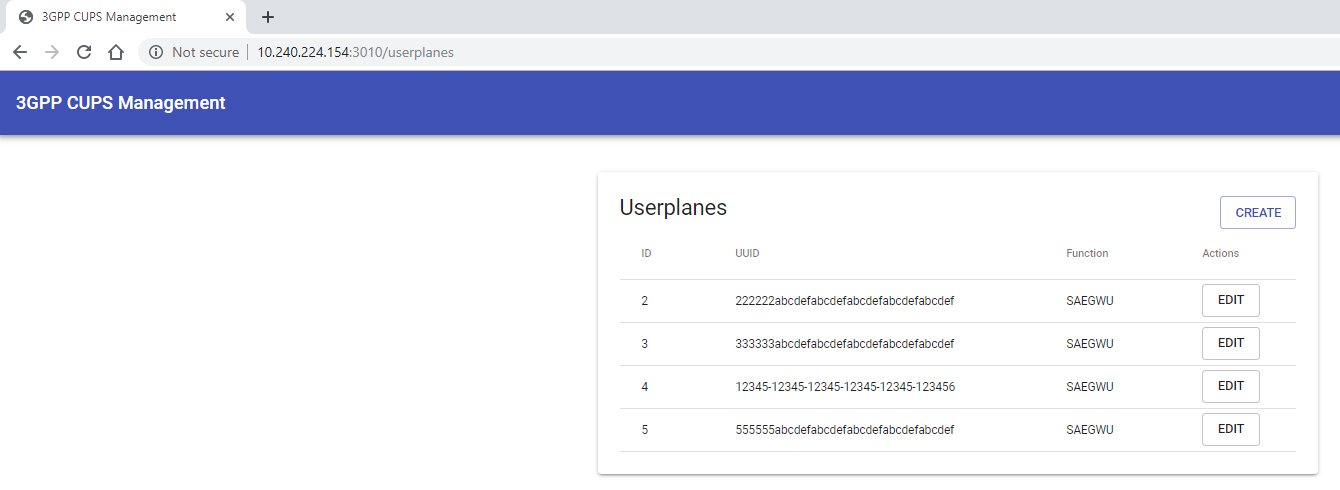 3GPP CUPS Management
Not secure 10.240.224.154:3010/userplanes
3GPP CUPS Management
Userplanes CREATE
ID UUID Function Actions
2 222222abcdefabcdefabcdefabcdefabcdef SAEGWU EDIT
3 333333abcdefabcdefabcdefabcdefabcdef SAEGWU EDIT
4 12345-12345-12345-12345-12345-123456 SAEGWU EDIT
5 555555abcdefabcdefabcdefabcdefabcdef SAEGWU EDIT